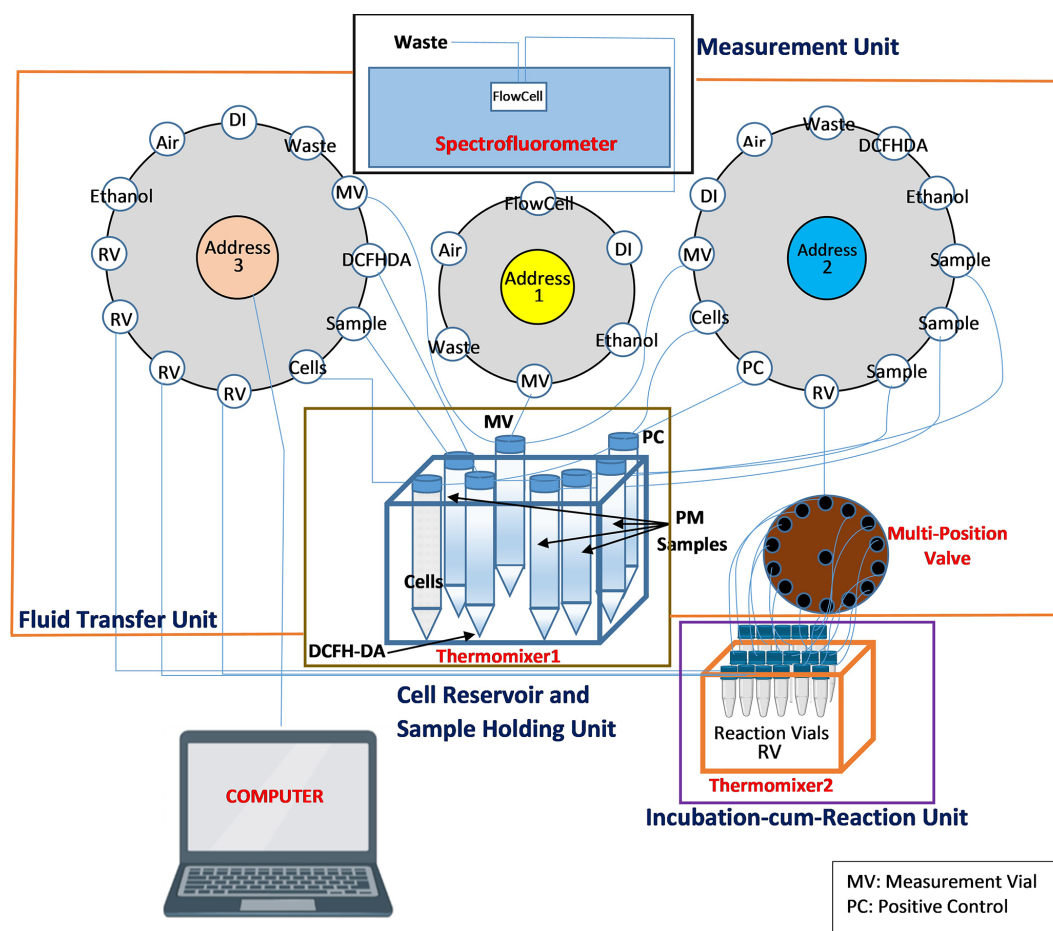 Measurement Unit
Waste
FlowCell
Spectrofluorometer
DI
Air
Waste
Ethanol
MV
RV
DCFHDA
RV
Sample
RV
RV
Cells
Address
3
FlowCell
Air
DI
Waste
Ethanol
MV
Address
1
Waste
Air
DCFHDA
DI
Ethanol
MV
Sample
Cells
Sample
PC
Sample
RV
Address
2
MV
PC
PM
Samples
Cells
DCFH-DA
Thermomixer1
Fluid Transfer Unit
Cell Reservoir and
Sample Holding Unit
Multi-Position
Valve
Reaction Vials
RV
Thermomixer2
Incubation-cum-Reaction Unit
COMPUTER
MV: Measurement Vial
PC: Positive Control